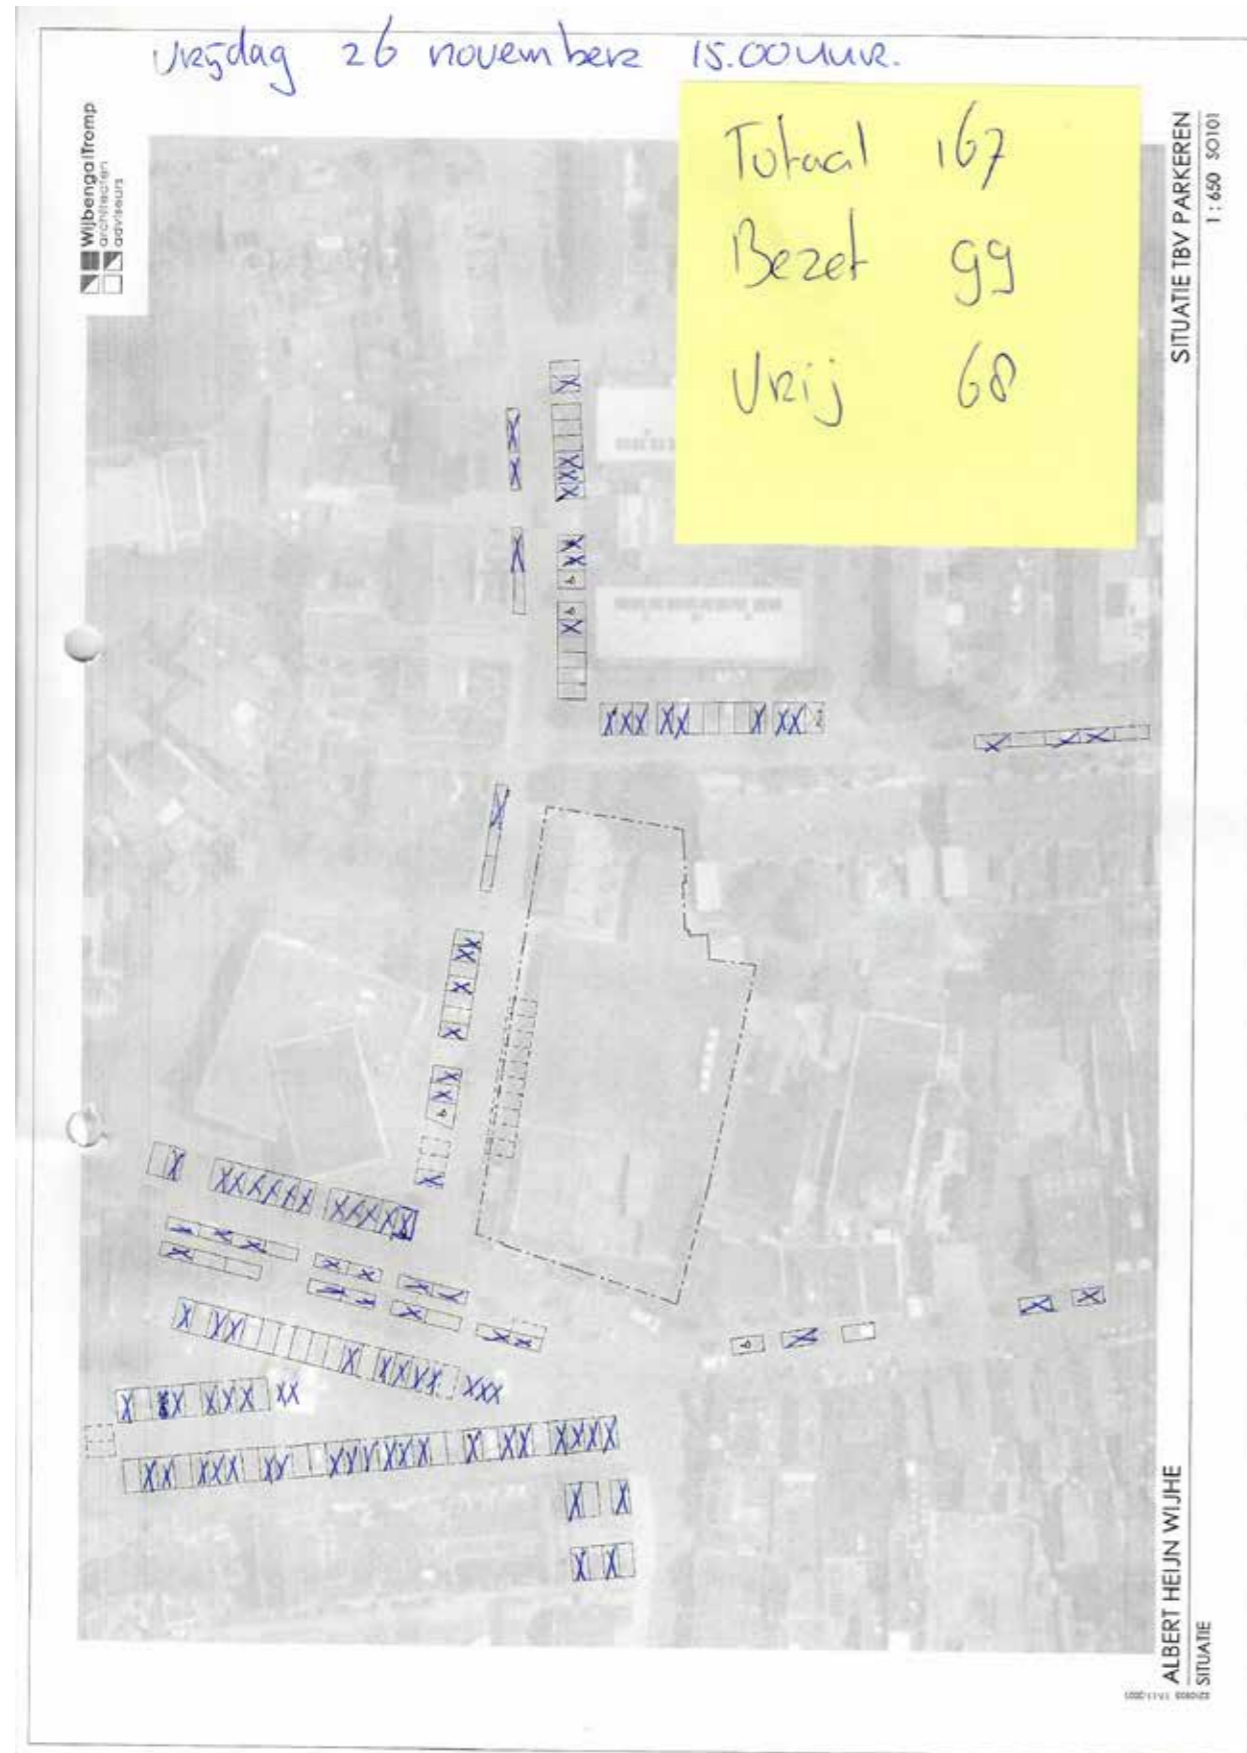 vrijdag 26 november 15.00 uur.
Totaal 167
Bezet 99
Vrij 68
Wijbenga|Tromp
architecten
adviseurs
SITUATIE TBV PARKEREN
1 : 650 SO101
ALBERT HEIJN WIJHE
SITUATIE